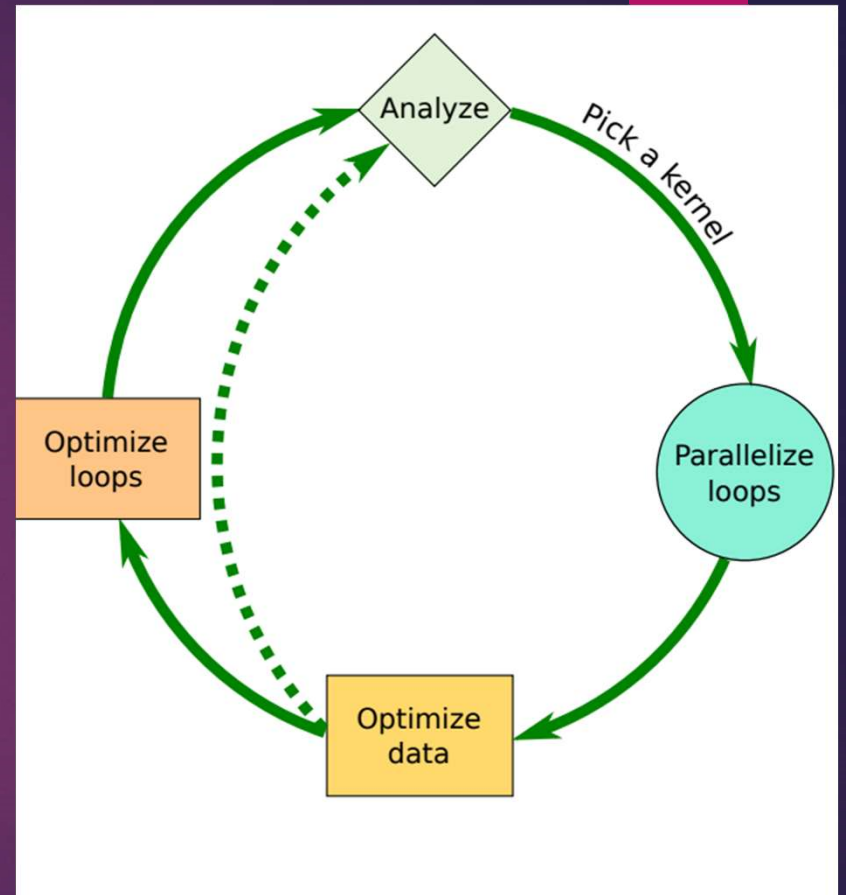 Analyze
Pick a kernel
Parallelize
loops
Optimize
data
Optimize
loops